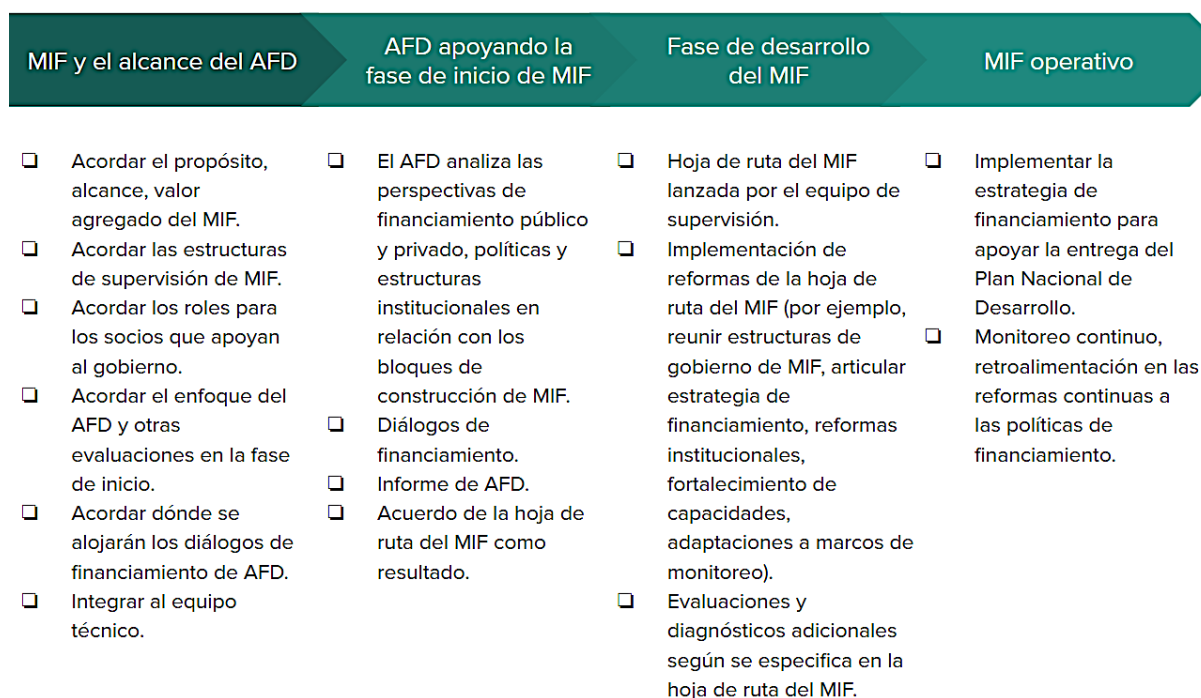 MIF y el alcance del AFD
AFD apoyando la
fase de inicio de MIF
Fase de desarrollo
del MIF
MIF operativo
❑ Acordar el propósito,
alcance, valor
agregado del MIF.
❑ Acordar las estructuras
de supervisión de MIF.
❑ Acordar los roles para
los socios que apoyan
al gobierno.
❑ Acordar el enfoque del
AFD y otras
evaluaciones en la fase
de inicio.
❑ Acordar dónde se
alojarán los diálogos de
financiamiento de AFD.
❑ Integrar al equipo
técnico.
❑ El AFD analiza las
perspectivas de
financiamiento público
y privado, políticas y
estructuras
institucionales en
relación con los
bloques de
construcción de MIF.
❑ Diálogos de
financiamiento.
❑ Informe de AFD.
❑ Acuerdo de la hoja de
ruta del MIF como
resultado.
❑ Hoja de ruta del MIF
lanzada por el equipo de
supervisión.
❑ Implementación de
reformas de la hoja de
ruta del MIF (por ejemplo,
reunir estructuras de
gobierno de MIF, articular
estrategia de
financiamiento, reformas
institucionales,
fortalecimiento de
capacidades,
adaptaciones a marcos de
monitoreo).
❑ Evaluaciones y
diagnósticos adicionales
según se especifica en la
hoja de ruta del MIF.
❑ Implementar la
estrategia de
financiamiento para
apoyar la entrega del
Plan Nacional de
Desarrollo.
❑ Monitoreo continuo,
retroalimentación en las
reformas continuas a
las políticas de
financiamiento.